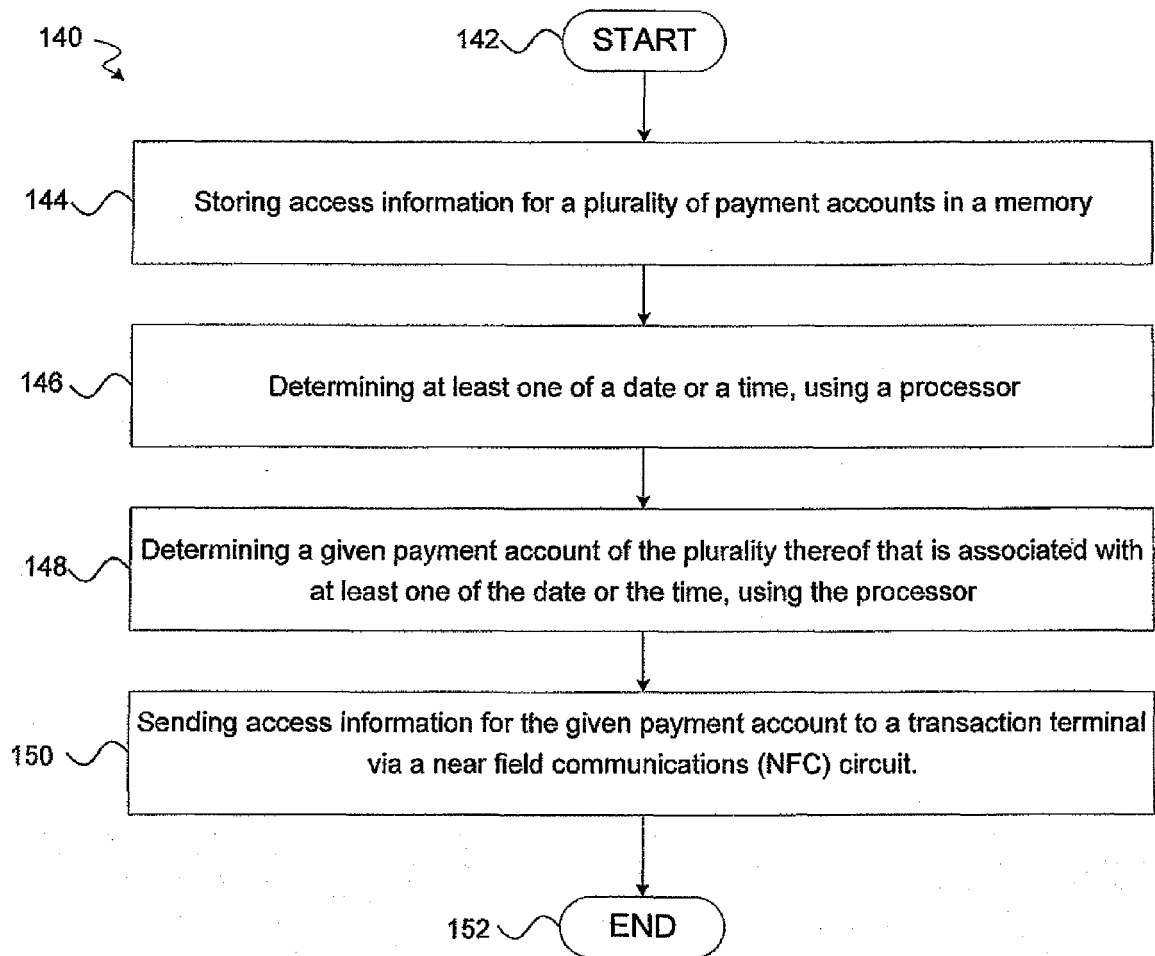 140
142
START
144
Storing access information for a plurality of payment accounts in a memory
146
Determining at least one of a date or a time, using a processor
148
Determining a given payment account of the plurality thereof that is associated with
at least one of the date or the time, using the processor
150
Sending access information for the given payment account to a transaction terminal
via a near field communications (NFC) circuit.
152
END